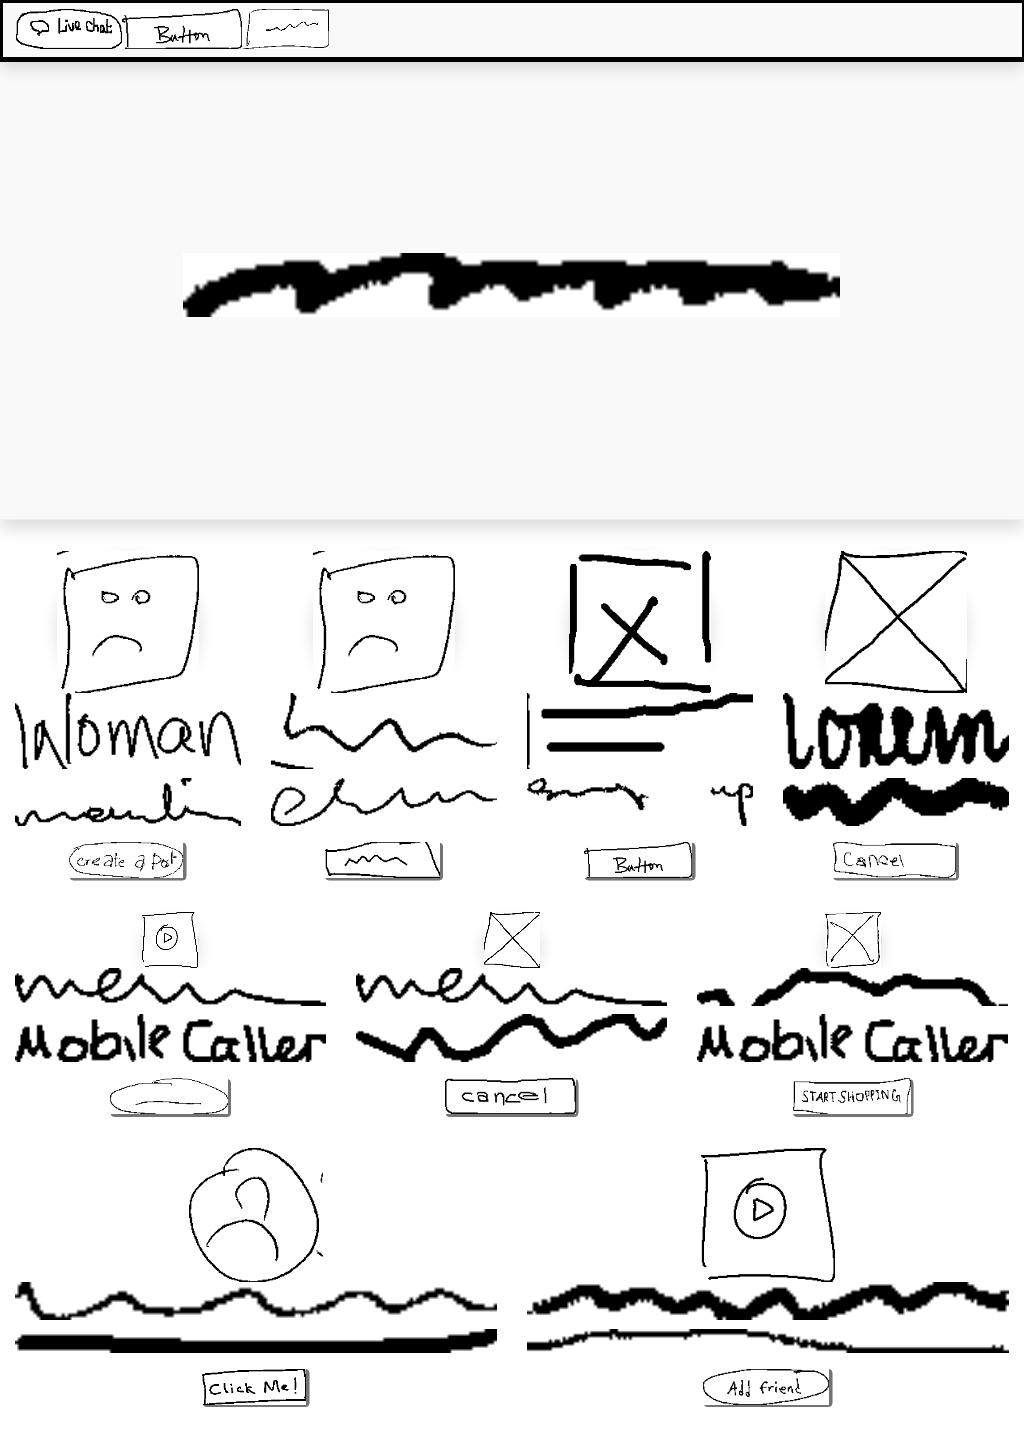 Live Chat Button
Woman
lorem
up
create a Post Button Cancel
Mobile Caller Mobile Caller
cancel START SHOPPING
Click Me! Add friend